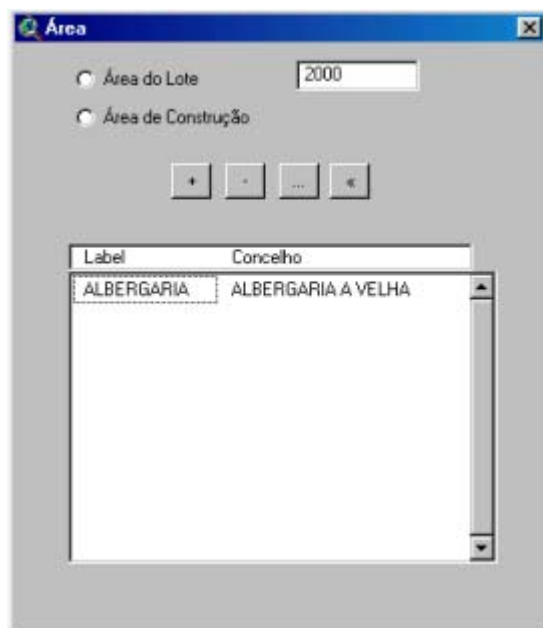 Área
Área do Lote 2000
Área de Construção
+ - ... «
Label Concelho
ALBERGARIA ALBERGARIA A VELHA